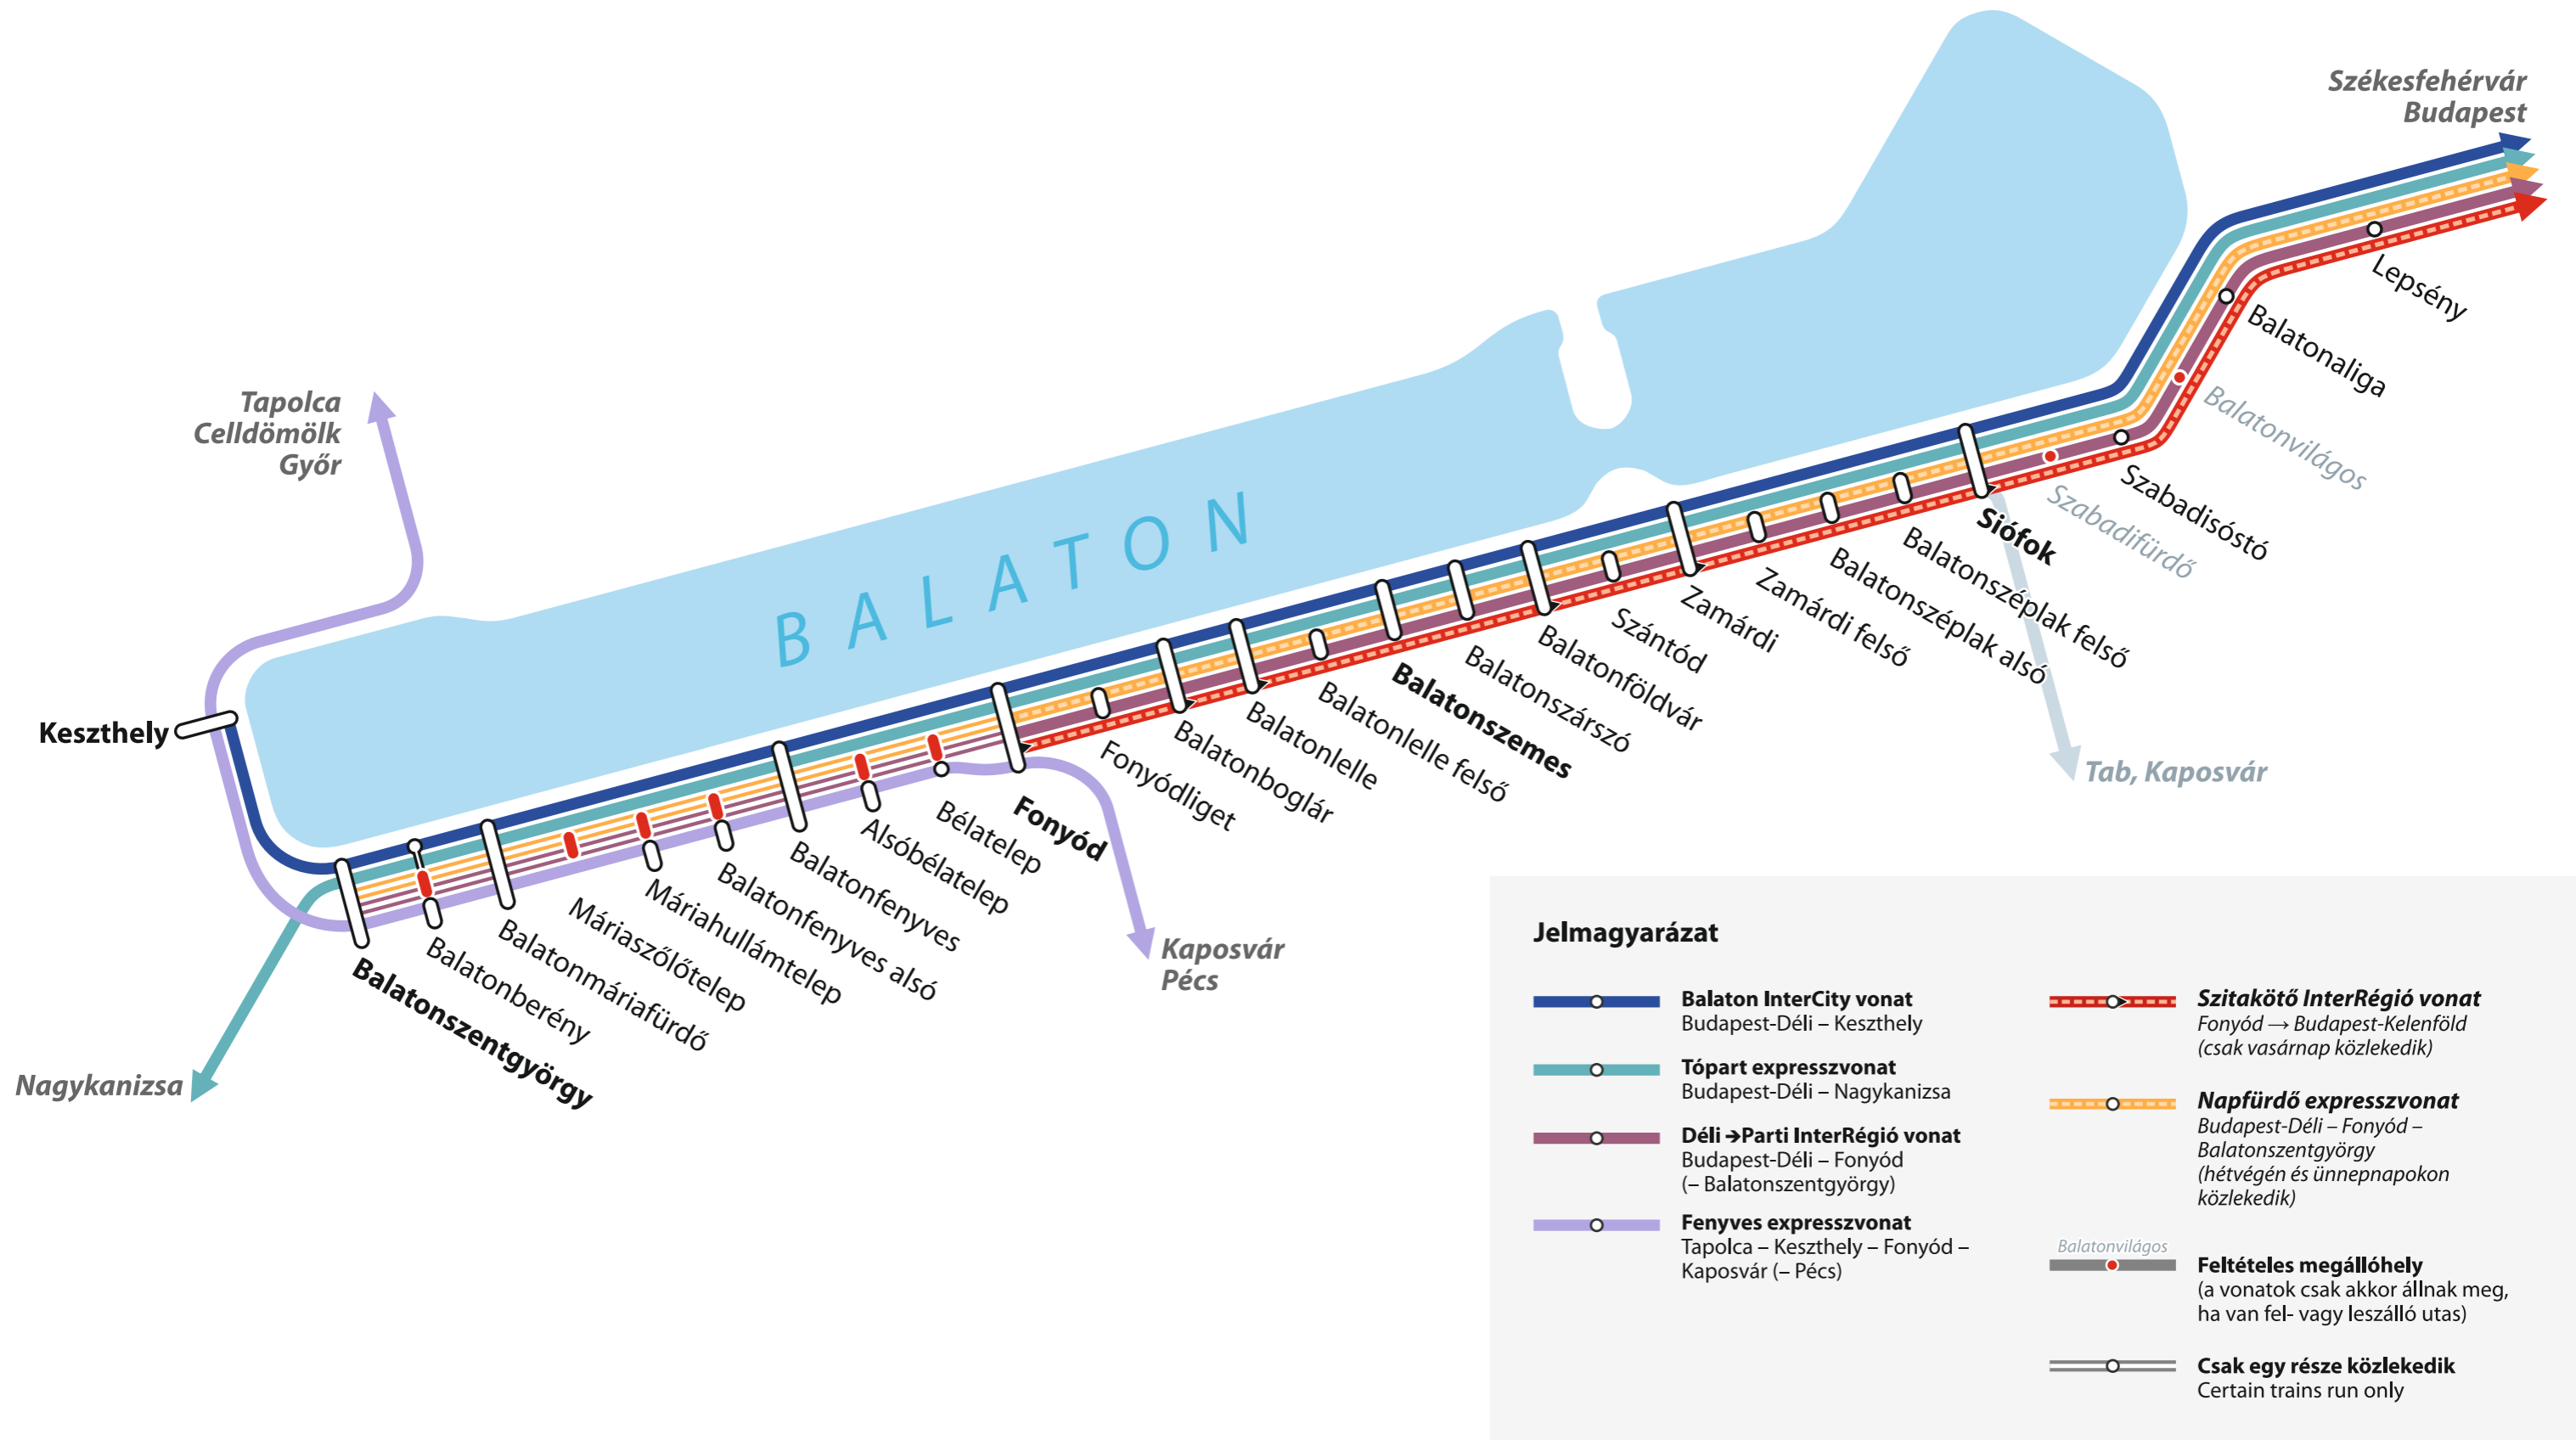 Székesfehérvár
Budapest
Lepsény
Balatonaliga
Balatonvilágos
Szabadisóstó
Szabadifürdő
Siófok
Balatonszéplak felső
Balatonszéplak alsó
Zamárdi felső
Zamárdi
Szántód
Balatonföldvár
Balatonszárszó
Balatonszemes
Balatonlelle felső
Balatonlelle
Balatonboglár
Fonyódliget
Fonyód
Bélatelep
Alsóbélatelep
Balatonfenyves
Balatonfenyves alsó
Máriahullámtelep
Máriaszőlőtelep
Balatonmáriafürdő
Balatonberény
Balatonszentgyörgy
Keszthely
Tapolca
Celldömölk
Győr
BALATON
Nagykanizsa
Kaposvár
Pécs
Tab, Kaposvár
Jelmagyarázat
Balaton InterCity vonat
Budapest-Déli – Keszthely
Tópart expresszvonat
Budapest-Déli – Nagykanizsa
Déli ➔Parti InterRégió vonat
Budapest-Déli – Fonyód
(– Balatonszentgyörgy)
Fenyves expresszvonat
Tapolca – Keszthely – Fonyód –
Kaposvár (– Pécs)
Szitakötő InterRégió vonat
Fonyód → Budapest-Kelenföld
(csak vasárnap közlekedik)
Napfürdő expresszvonat
Budapest-Déli – Fonyód –
Balatonszentgyörgy
(hétvégén és ünnepnapokon
közlekedik)
Balatonvilágos
Feltételes megállóhely
(a vonatok csak akkor állnak meg,
ha van fel- vagy leszálló utas)
Csak egy része közlekedik
Certain trains run only